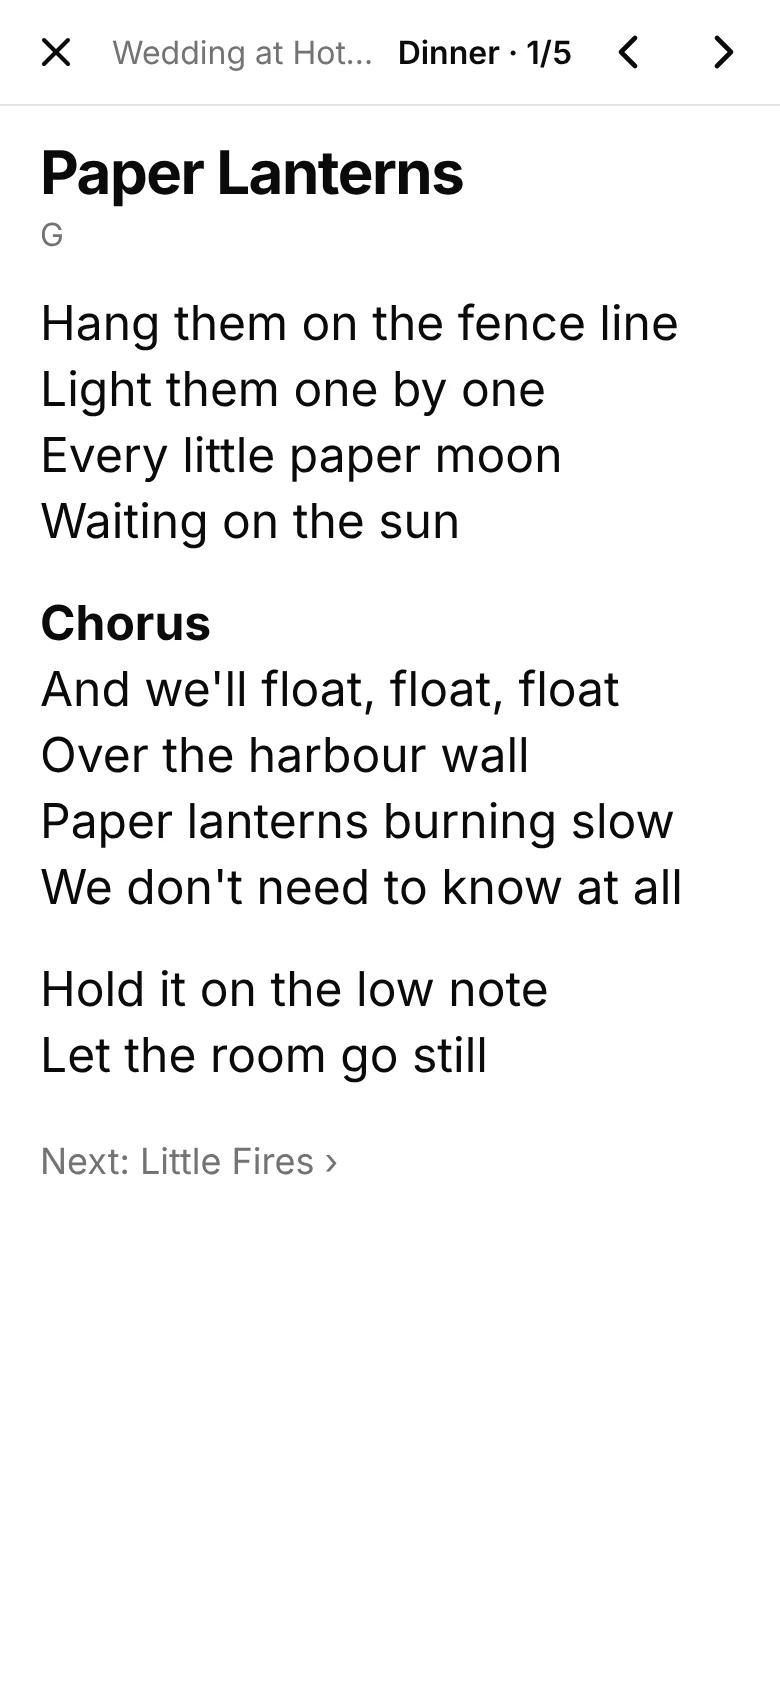 Wedding at Hot... Dinner · 1/5
Paper Lanterns
G
Hang them on the fence line
Light them one by one
Every little paper moon
Waiting on the sun
Chorus
And we'll float, float, float
Over the harbour wall
Paper lanterns burning slow
We don't need to know at all
Hold it on the low note
Let the room go still
Next: Little Fires ›